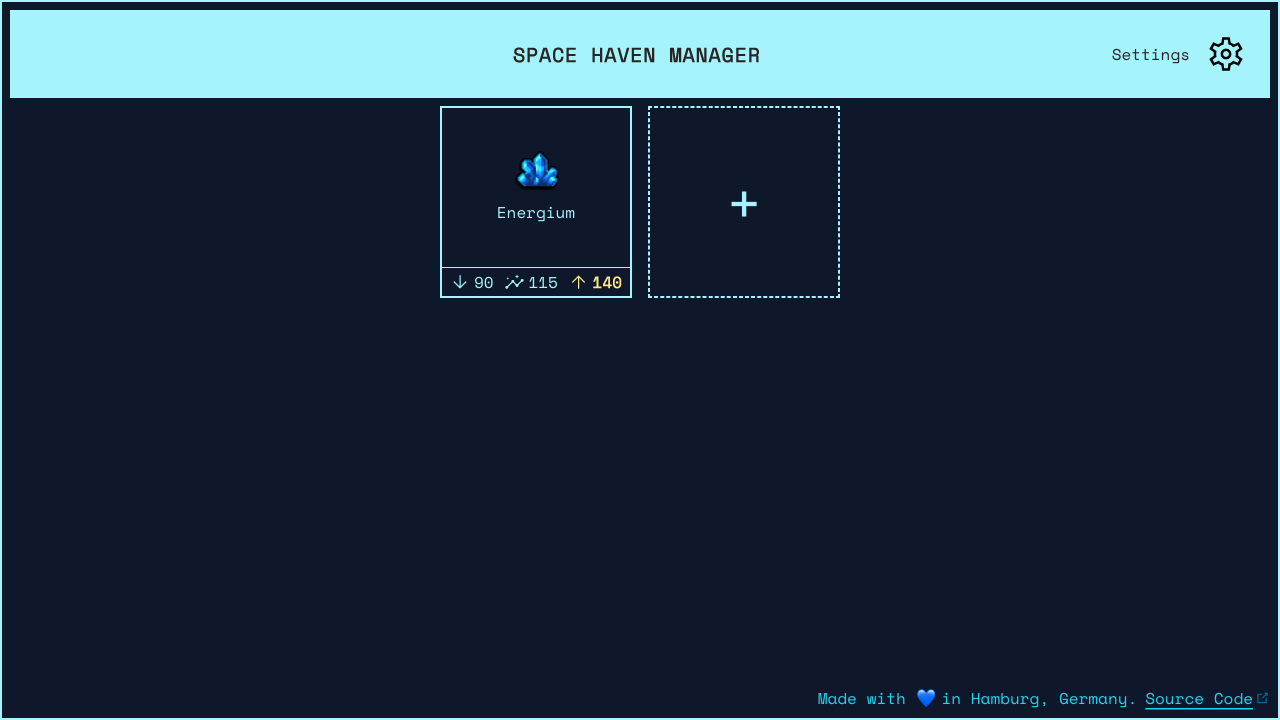 SPACE HAVEN MANAGER
Settings
Energium
90 115 140
Made with 💙 in Hamburg, Germany. Source Code